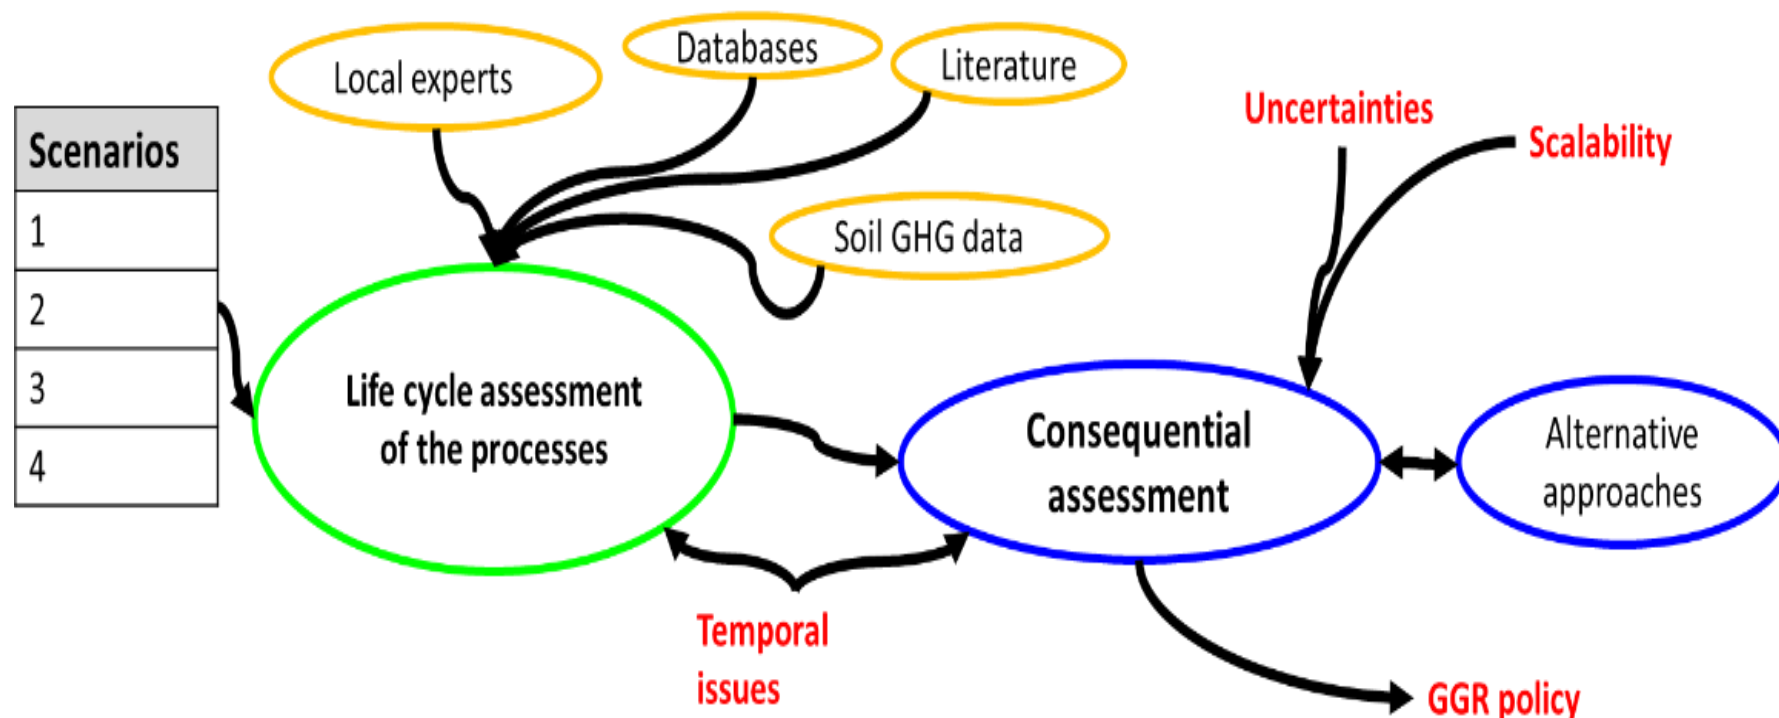 Local experts
Databases
Literature
Uncertainties
Scalability
Scenarios
1
2
3
4
Soil GHG data
Life cycle assessment
of the processes
Consequential
assessment
Alternative
approaches
Temporal
issues
GGR policy